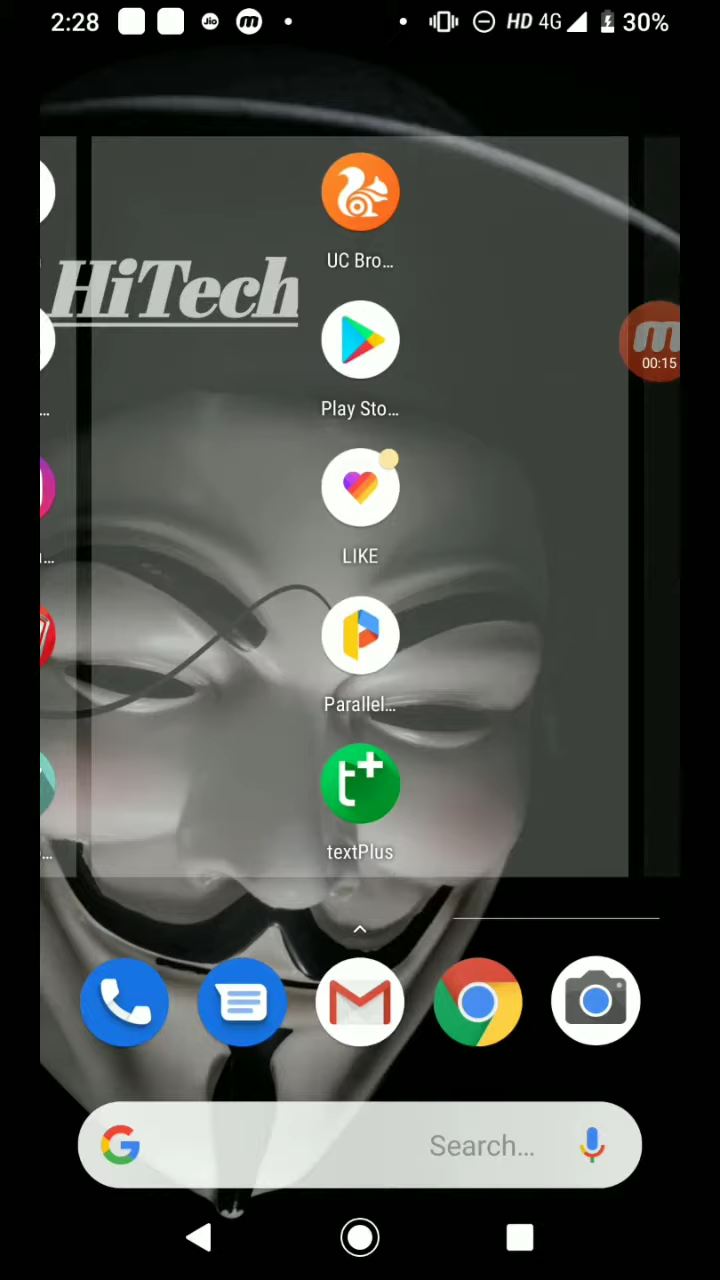 2:28 Jio m HD 4G 30%
UC Bro...
HiTech
Play Sto...
00:15
...
LIKE
...
Parallel...
t+
textPlus
...
G Search...